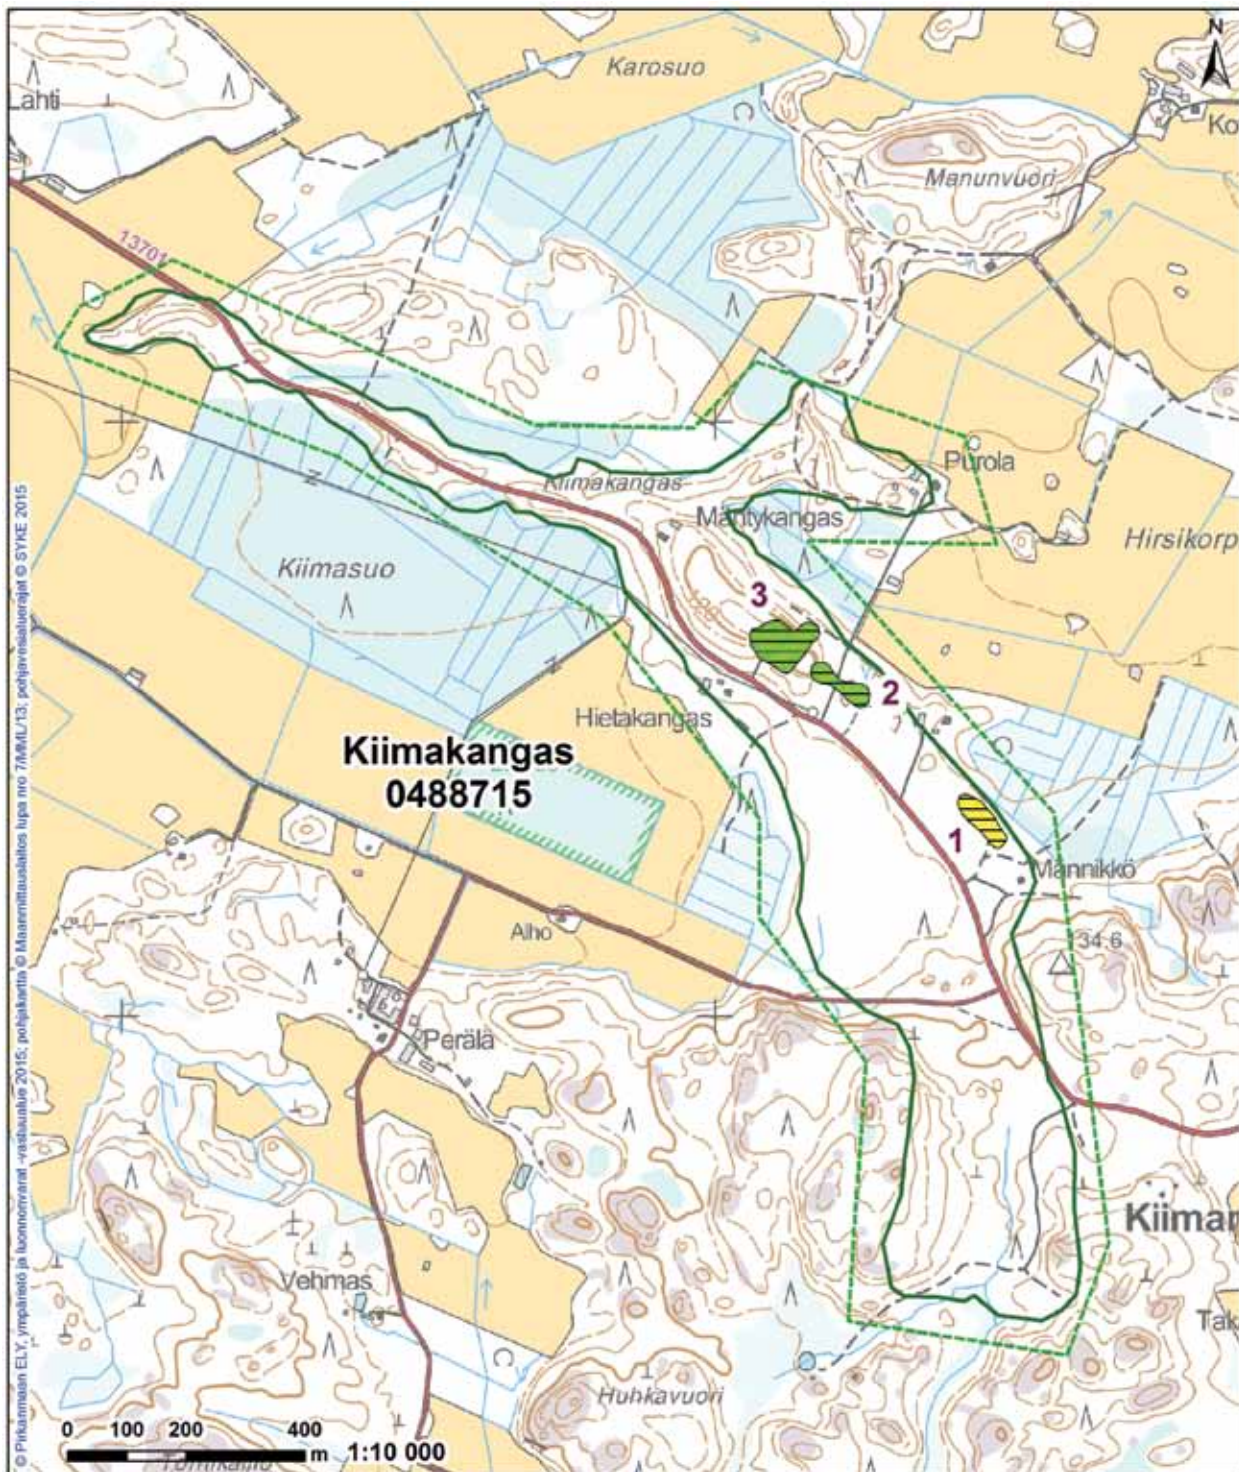 N
Karosuo
Lahti
Ko
Manunvuori
13701
Purola
Kiimakangas
Mäntykangas
Hirsikorp
Kiimasuo
3
2
Hietakangas
Kiimakangas
0488715
1
Männikkö
Alho
34.6
Perälä
Kiimar
Vehmas
Tak
Huhkavuori
0 100 200 400
m 1:10 000
© Pirkanmaan ELY, ympäristö ja luonnonvarat -vastuualue 2015; pohjakartta © Maanmittauslaitos lupa nro 7/MML/13; pohjavesialuerajat © SYKE 2015